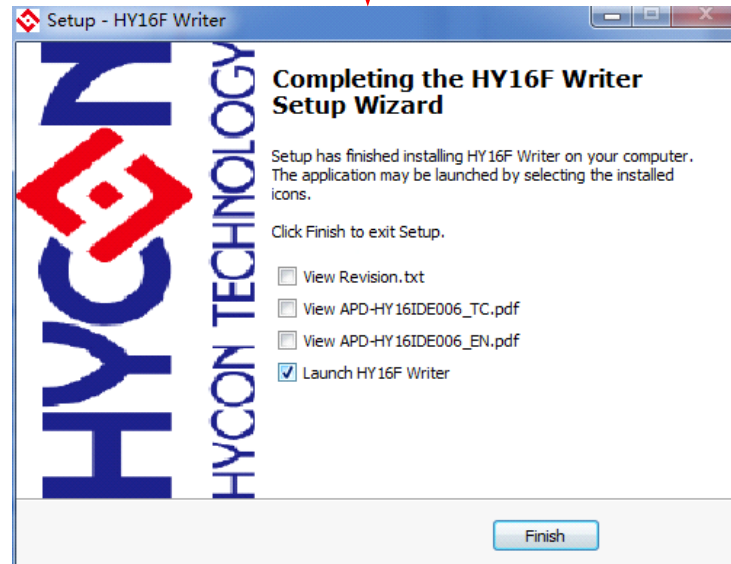 Setup - HY16F Writer
HYCON
HYCON TECHNOLOGY
Completing the HY16F Writer
Setup Wizard
Setup has finished installing HY16F Writer on your computer.
The application may be launched by selecting the installed
icons.
Click Finish to exit Setup.
View Revision.txt
View APD-HY16IDE006_TC.pdf
View APD-HY16IDE006_EN.pdf
Launch HY16F Writer
Finish